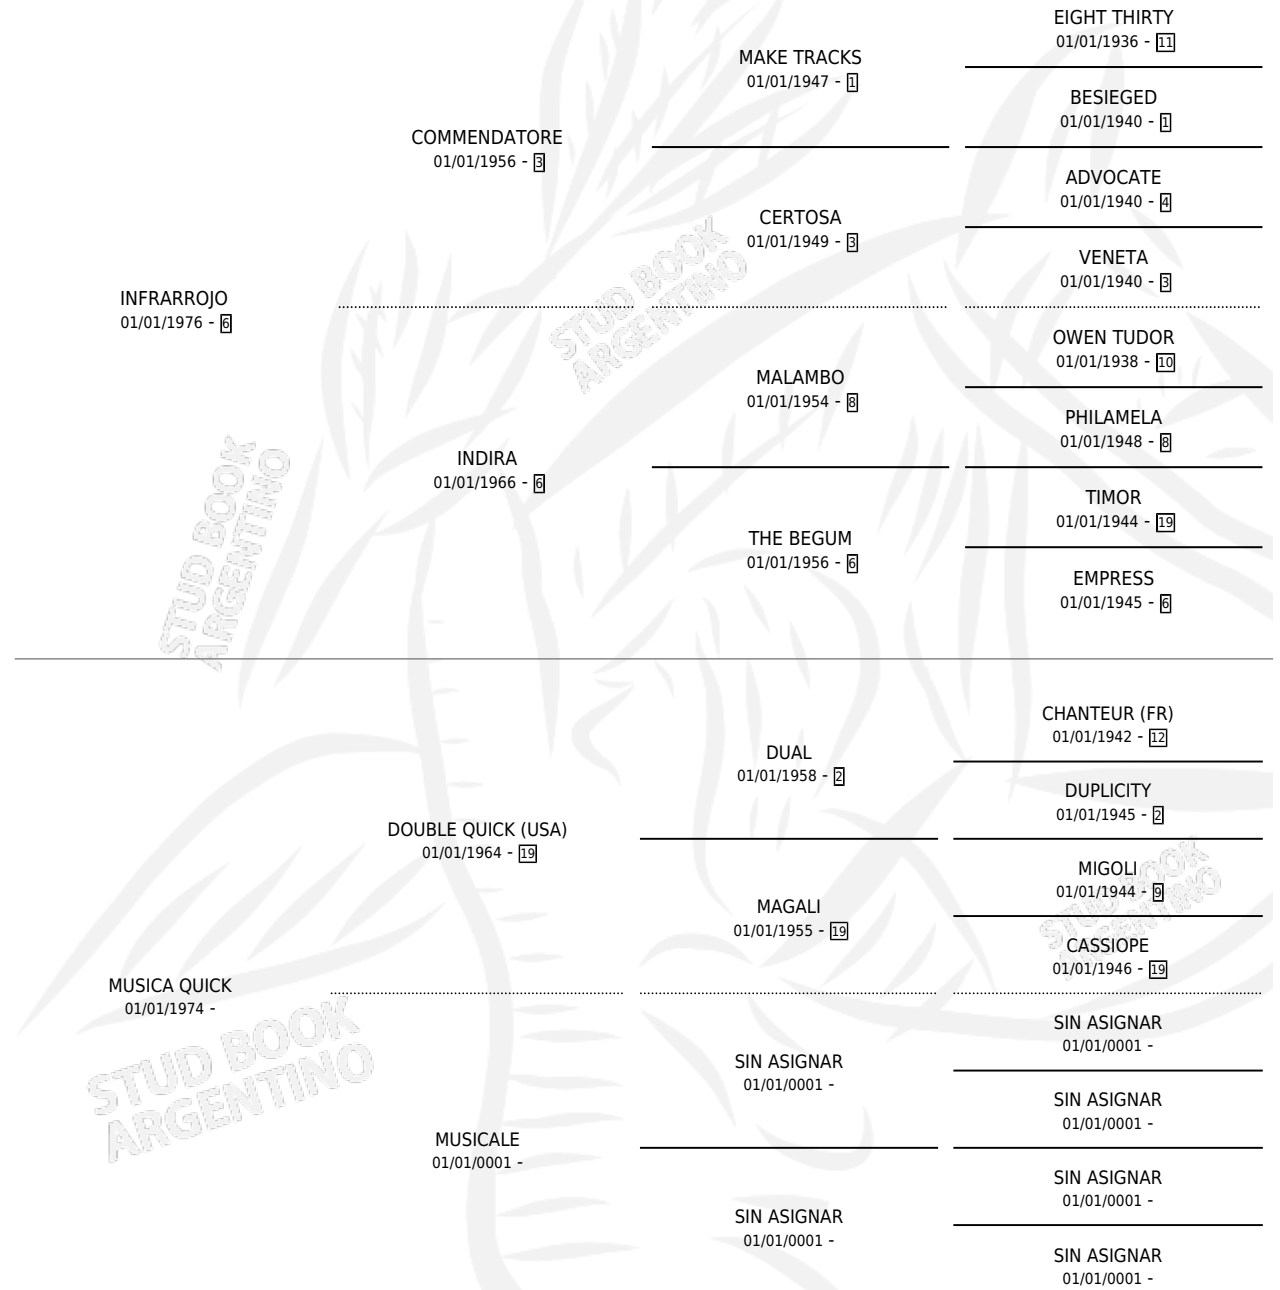 EIGHT THIRTY
01/01/1936 - 11
MAKE TRACKS
01/01/1947 - 1
BESIEGED
01/01/1940 - 1
COMMENDATORE
01/01/1956 - 3
ADVOCATE
01/01/1940 - 4
CERTOSA
01/01/1949 - 3
VENETA
01/01/1940 - 3
INFRARROJO
01/01/1976 - 6
OWEN TUDOR
01/01/1938 - 10
MALAMBO
01/01/1954 - 8
PHILAMELA
01/01/1948 - 8
INDIRA
01/01/1966 - 6
TIMOR
01/01/1944 - 19
THE BEGUM
01/01/1956 - 6
EMPRESS
01/01/1945 - 6
STUD BOOK
ARGENTINO
STUD BOOK
ARGENTINO
CHANTEUR (FR)
01/01/1942 - 12
DUAL
01/01/1958 - 2
DUPLICITY
01/01/1945 - 2
DOUBLE QUICK (USA)
01/01/1964 - 19
MIGOLI
01/01/1944 - 9
MAGALI
01/01/1955 - 19
CASSIOPE
01/01/1946 - 19
STUD BOOK
ARGENTINO
MUSICA QUICK
01/01/1974 -
SIN ASIGNAR
01/01/0001 -
SIN ASIGNAR
01/01/0001 -
SIN ASIGNAR
01/01/0001 -
MUSICALE
01/01/0001 -
SIN ASIGNAR
01/01/0001 -
SIN ASIGNAR
01/01/0001 -
SIN ASIGNAR
01/01/0001 -
STUD BOOK
ARGENTINO